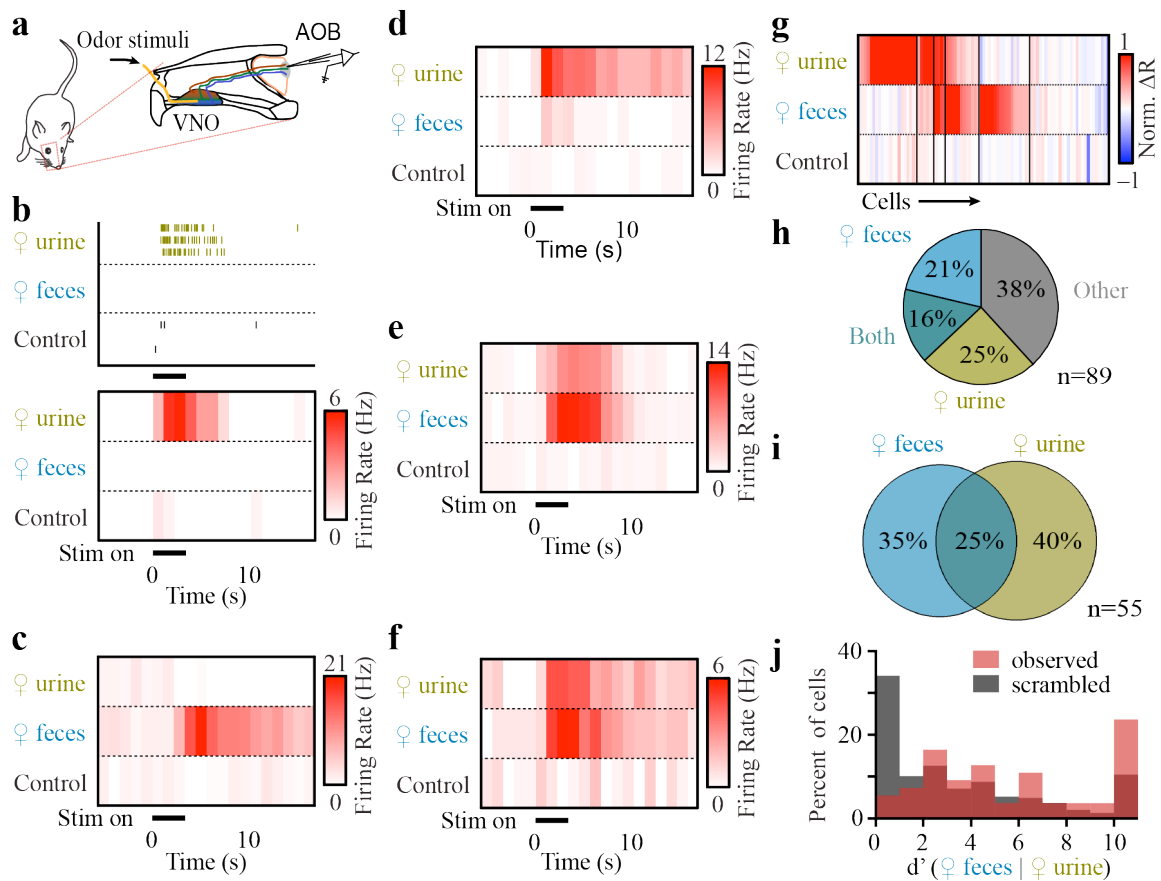 a
Odor stimuli
AOB
VNO
b
♀ urine
♀ feces
Control
♀ urine
♀ feces
Control
Stim on
0 10
Time (s)
6
0
Firing Rate (Hz)
c
♀ urine
♀ feces
Control
Stim on
0 10
Time (s)
21
0
Firing Rate (Hz)
d
♀ urine
♀ feces
Control
Stim on
0 10
Time (s)
12
0
Firing Rate (Hz)
e
♀ urine
♀ feces
Control
Stim on
0 10
Time (s)
14
0
Firing Rate (Hz)
f
♀ urine
♀ feces
Control
Stim on
0 10
Time (s)
6
0
Firing Rate (Hz)
g
♀ urine
♀ feces
Control
Cells
1
–1
Norm. ΔR
h
♀ feces
21%
38%
Other
Both
16%
25%
♀ urine
n=89
i
♀ feces ♀ urine
35% 25% 40%
n=55
j
observed
scrambled
Percent of cells
40
20
0
0 2 4 6 8 10
d’ (♀ feces | ♀ urine)